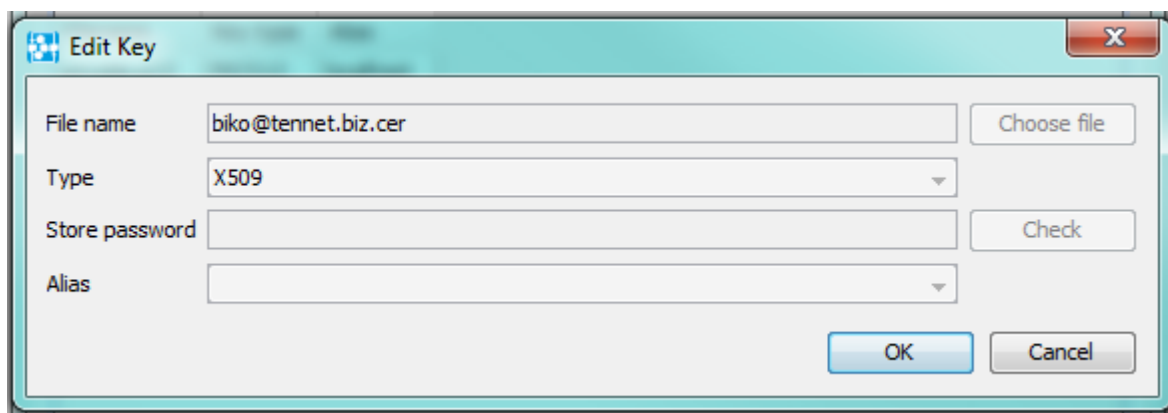 Edit Key
File name biko@tennet.biz.cer Choose file
Type X509
Store password Check
Alias
OK Cancel